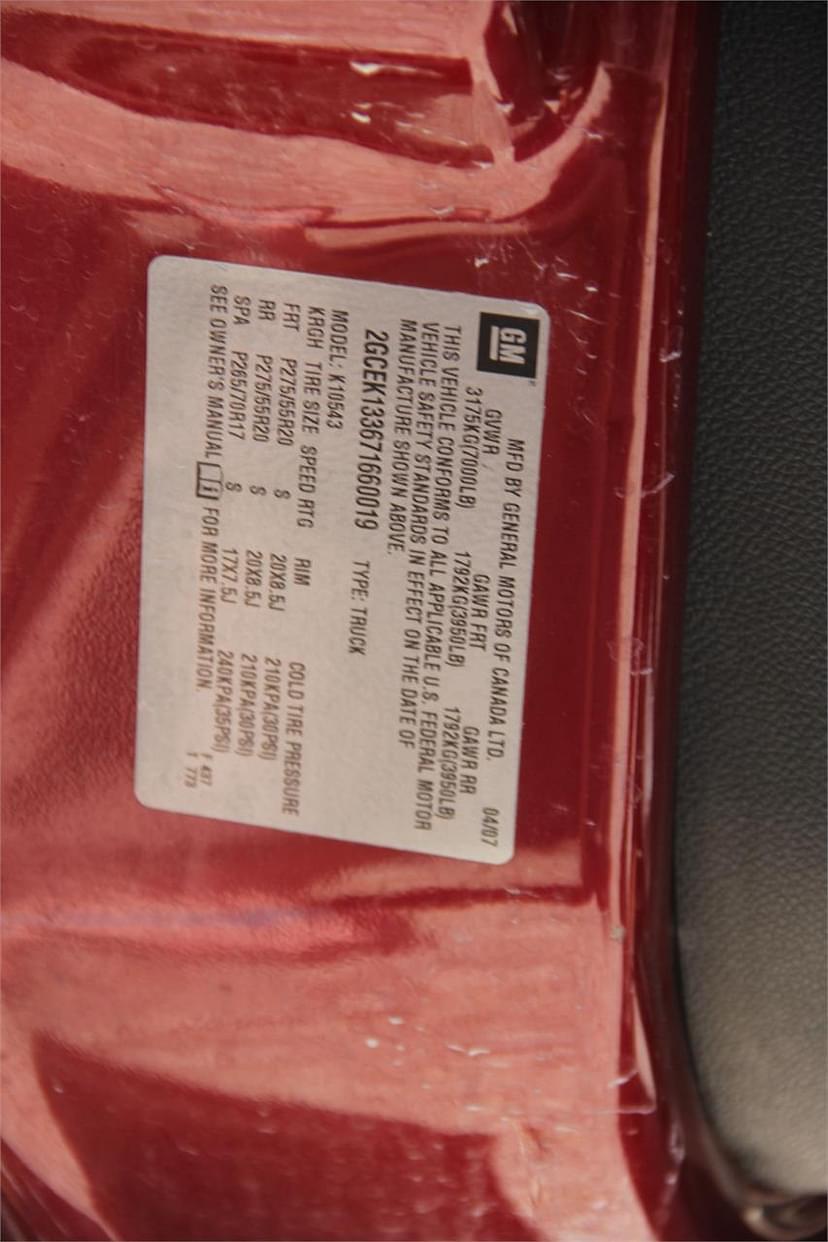 GM
MFD BY GENERAL MOTORS OF CANADA LTD. 04/07
GVWR GAWR FRT GAWR RR
3175KG(7000LB) 1792KG(3950LB) 1792KG(3950LB)
THIS VEHICLE CONFORMS TO ALL APPLICABLE U.S. FEDERAL MOTOR
VEHICLE SAFETY STANDARDS IN EFFECT ON THE DATE OF
MANUFACTURE SHOWN ABOVE.
2GCEK133671660019 TYPE: TRUCK
MODEL: K10543
KRGH TIRE SIZE SPEED RTG RIM COLD TIRE PRESSURE
FRT P275/55R20 S 20X8.5J 210KPA(30PSI)
RR P275/55R20 S 20X8.5J 210KPA(30PSI)
SPA P265/70R17 S 17X7.5J 240KPA(35PSI)
SEE OWNER'S MANUAL i FOR MORE INFORMATION.
F 437
T 773